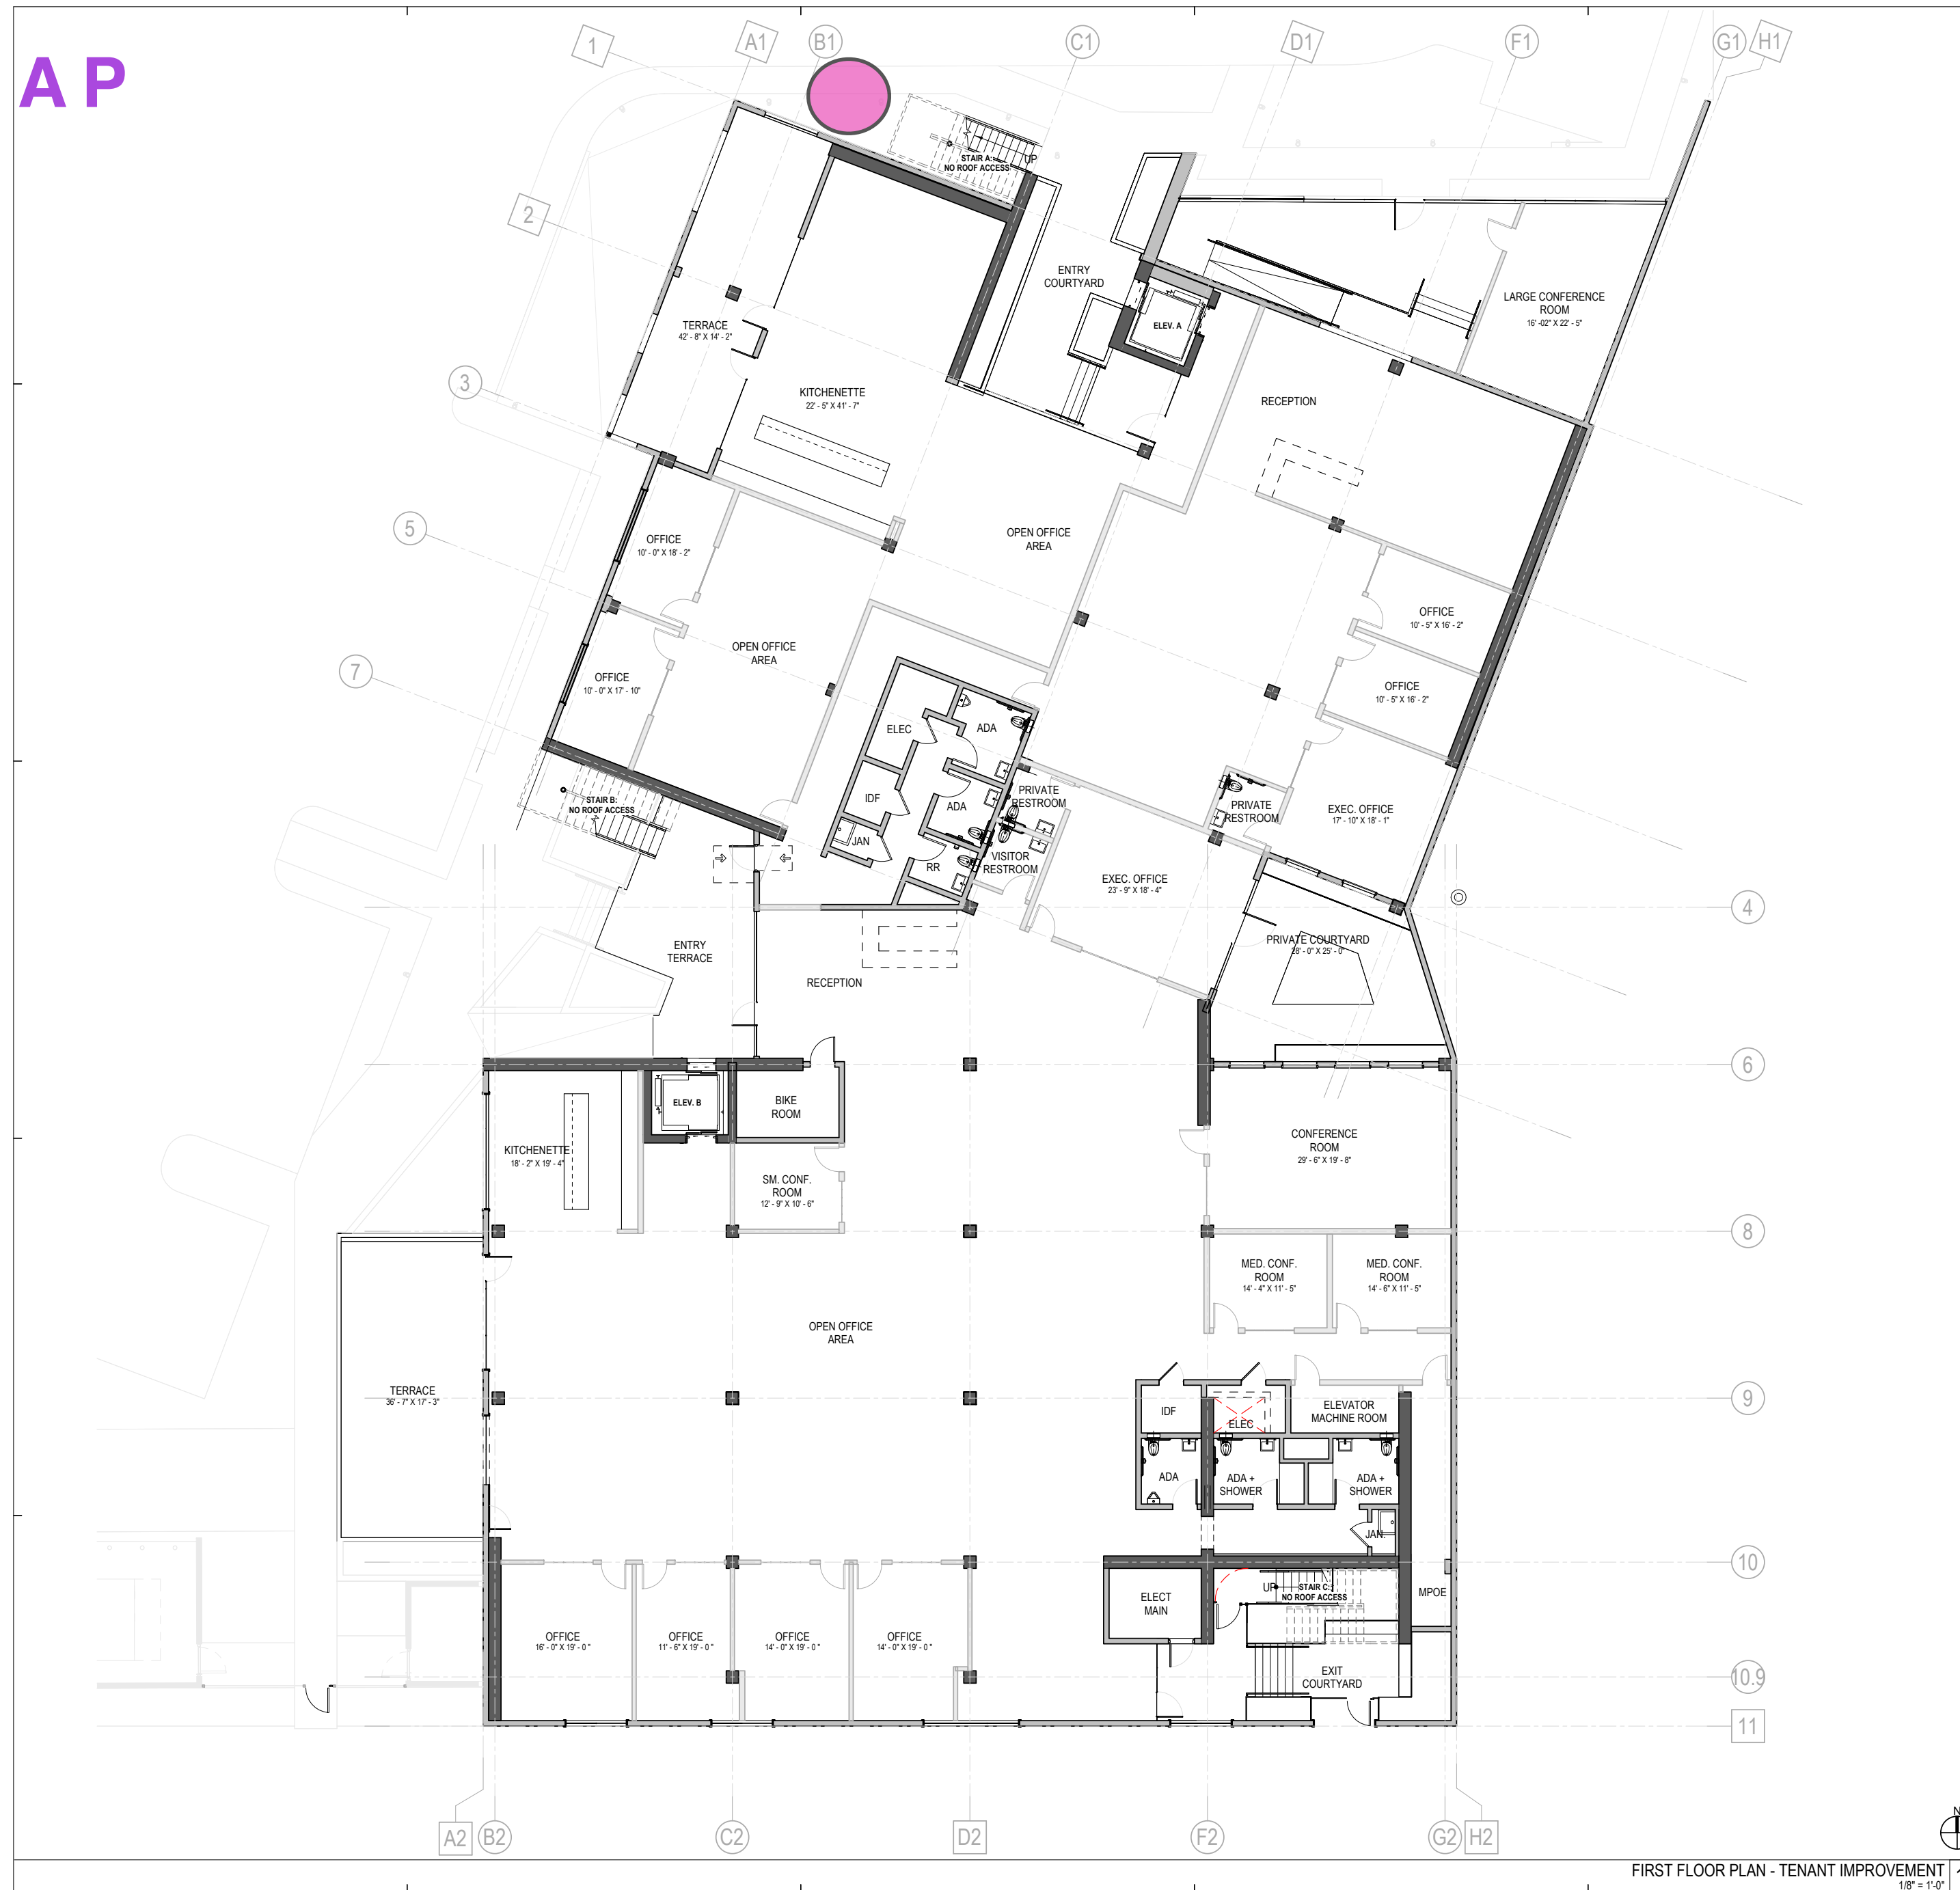 1
A1
B1
C1
D1
F1
G1
H1
A P
UP
STAIR A:
NO ROOF ACCESS
2
ENTRY
COURTYARD
ELEV. A
LARGE CONFERENCE
ROOM
16' -02" X 22' - 5"
TERRACE
42' - 8" X 14' - 2"
3
KITCHENETTE
22' - 5" X 41' - 7"
RECEPTION
5
OFFICE
10' - 0" X 18' - 2"
OPEN OFFICE
AREA
OFFICE
10' - 5" X 16' - 2"
OPEN OFFICE
AREA
7
OFFICE
10' - 0" X 17' - 10"
OFFICE
10' - 5" X 16' - 2"
ELEC
ADA
STAIR B:
NO ROOF ACCESS
IDF
ADA
PRIVATE
RESTROOM
PRIVATE
RESTROOM
EXEC. OFFICE
17' - 10" X 18' - 1"
JAN
RR
VISITOR
RESTROOM
EXEC. OFFICE
23' - 9" X 18' - 4"
4
ENTRY
TERRACE
PRIVATE COURTYARD
28' - 0" X 25' - 0"
RECEPTION
6
ELEV. B
BIKE
ROOM
KITCHENETTE
18' - 2" X 19' - 4"
CONFERENCE
ROOM
29' - 6" X 19' - 8"
SM. CONF.
ROOM
12' - 9" X 10' - 6"
8
MED. CONF.
ROOM
14' - 4" X 11' - 5"
MED. CONF.
ROOM
14' - 6" X 11' - 5"
OPEN OFFICE
AREA
TERRACE
36' - 7" X 17' - 3"
9
IDF
ELEC
ELEVATOR
MACHINE ROOM
ADA
ADA +
SHOWER
ADA +
SHOWER
JAN.
10
ELECT
MAIN
UP
STAIR C:
NO ROOF ACCESS
MPOE
OFFICE
16' - 0" X 19' - 0 "
OFFICE
11' - 6" X 19' - 0 "
OFFICE
14' - 0" X 19' - 0 "
OFFICE
14' - 0" X 19' - 0 "
EXIT
COURTYARD
10.9
11
A2
B2
C2
D2
F2
G2
H2
N
FIRST FLOOR PLAN - TENANT IMPROVEMENT
1/8" = 1'-0"